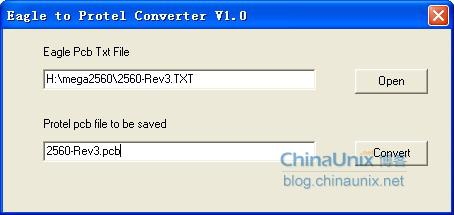 Eagle to Protel Converter V1.0
Eagle Pcb Txt File
H:\mega2560\2560-Rev3.TXT
Open
Protel pcb file to be saved
2560-Rev3.pcb
Convert
ChinaUnix 博客
blog.chinaunix.net